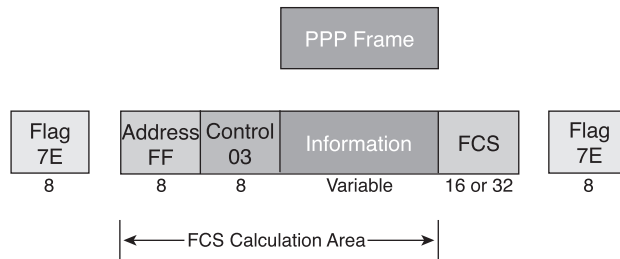 PPP Frame
Flag
7E
Address
FF
Control
03
Information
FCS
Flag
7E
8
8
8
Variable
16 or 32
8
FCS Calculation Area